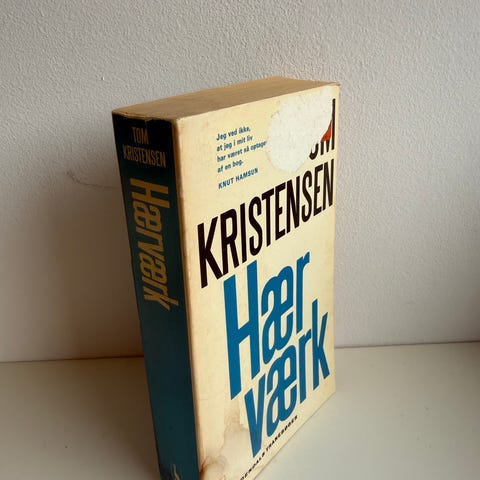 TOM
KRISTENSEN
Hærværk
Jeg ved ikke,
at jeg i mit liv
har været så optaget
af en bog.
KNUT HAMSUN
KRISTENSEN
Hær
værk